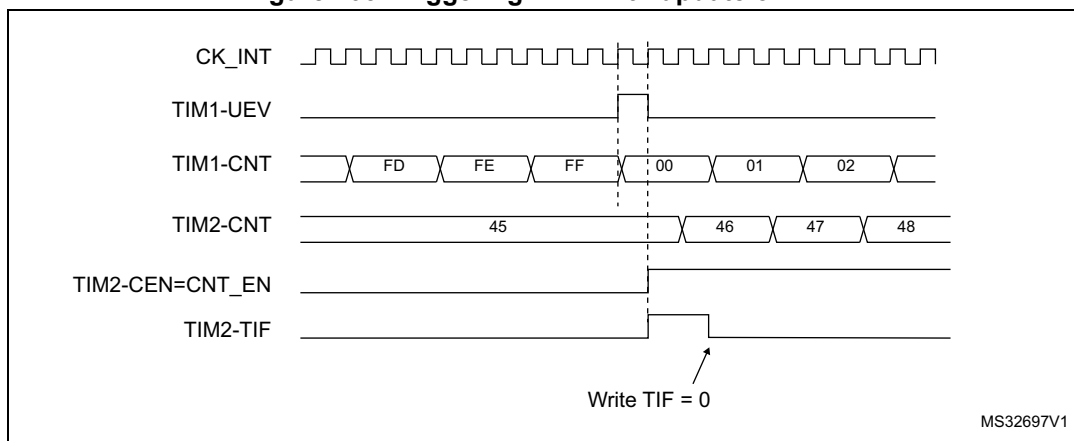 CK_INT
TIM1-UEV
TIM1-CNT FD FE FF 00 01 02
TIM2-CNT 45 46 47 48
TIM2-CEN=CNT_EN
TIM2-TIF
Write TIF = 0
MS32697V1